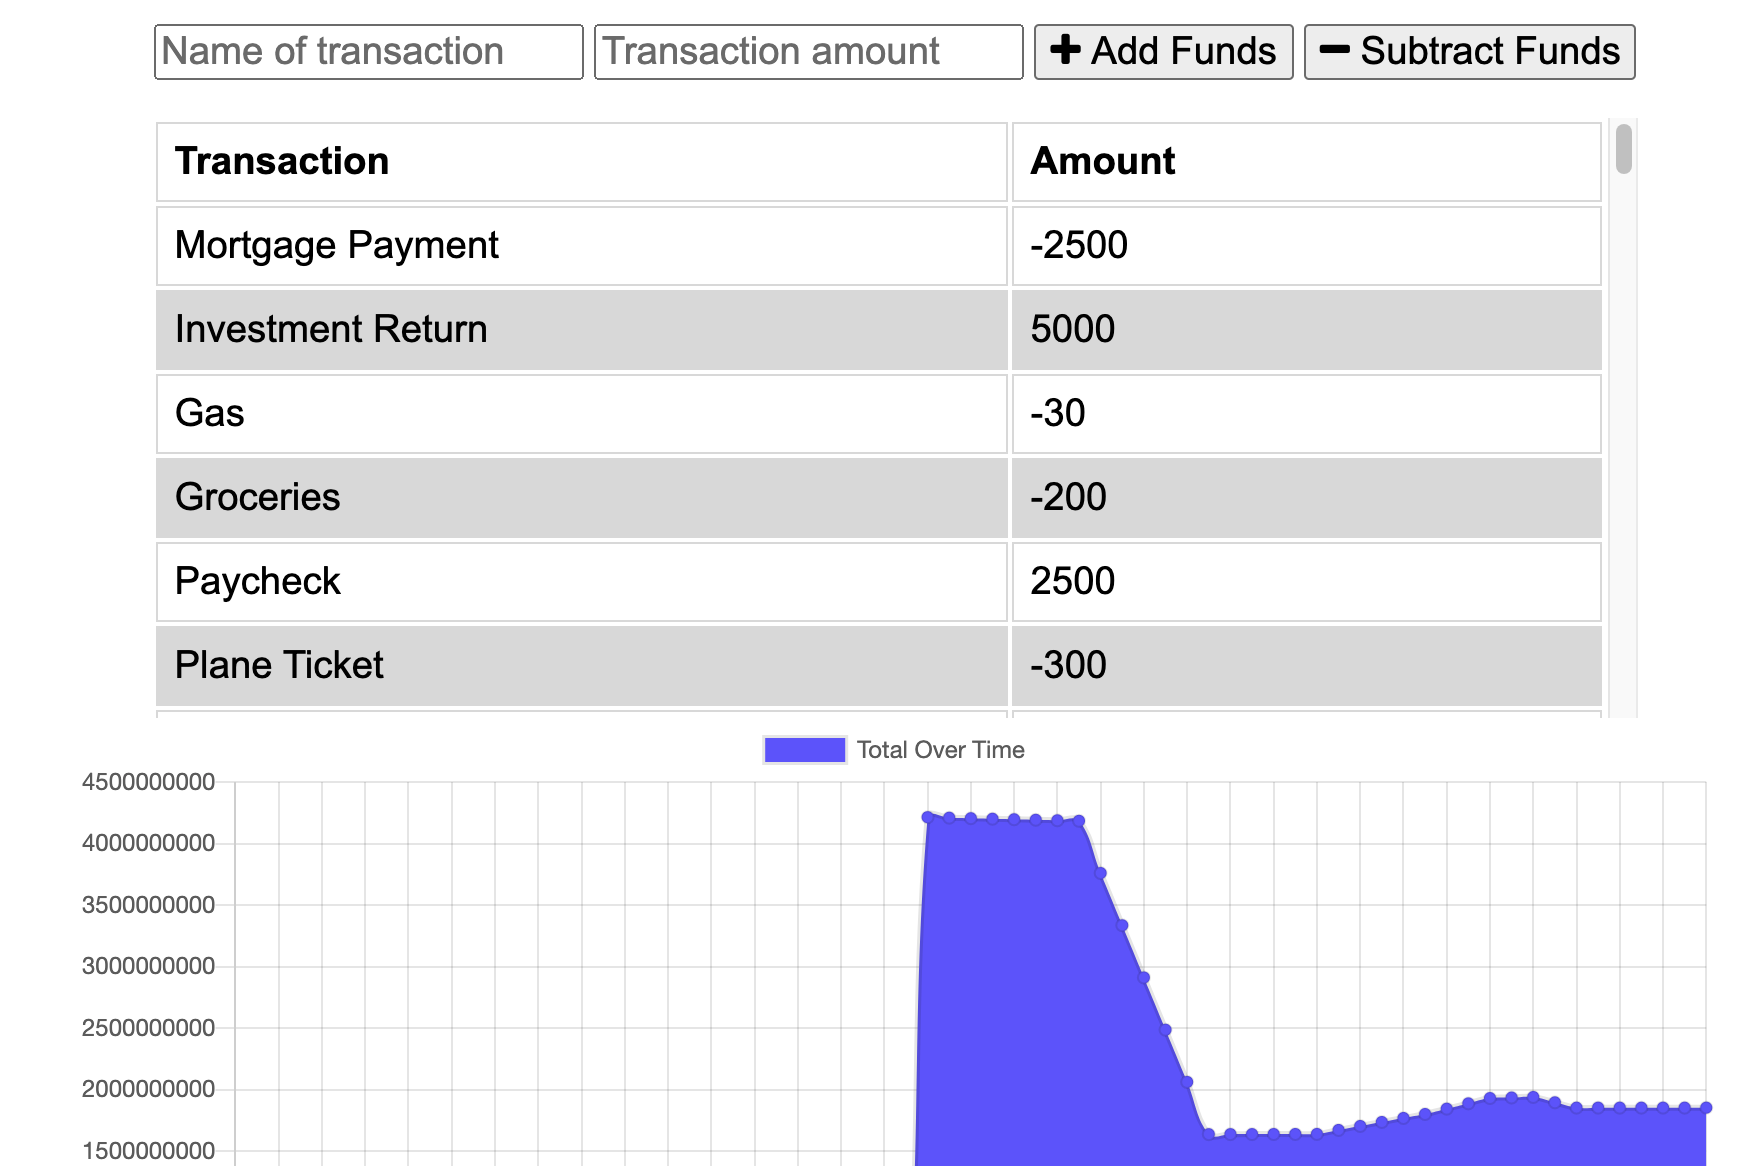 Name of transaction Transaction amount Add Funds Subtract Funds
Transaction Amount
Mortgage Payment -2500
Investment Return 5000
Gas -30
Groceries -200
Paycheck 2500
Plane Ticket -300
Total Over Time
4500000000
4000000000
3500000000
3000000000
2500000000
2000000000
1500000000